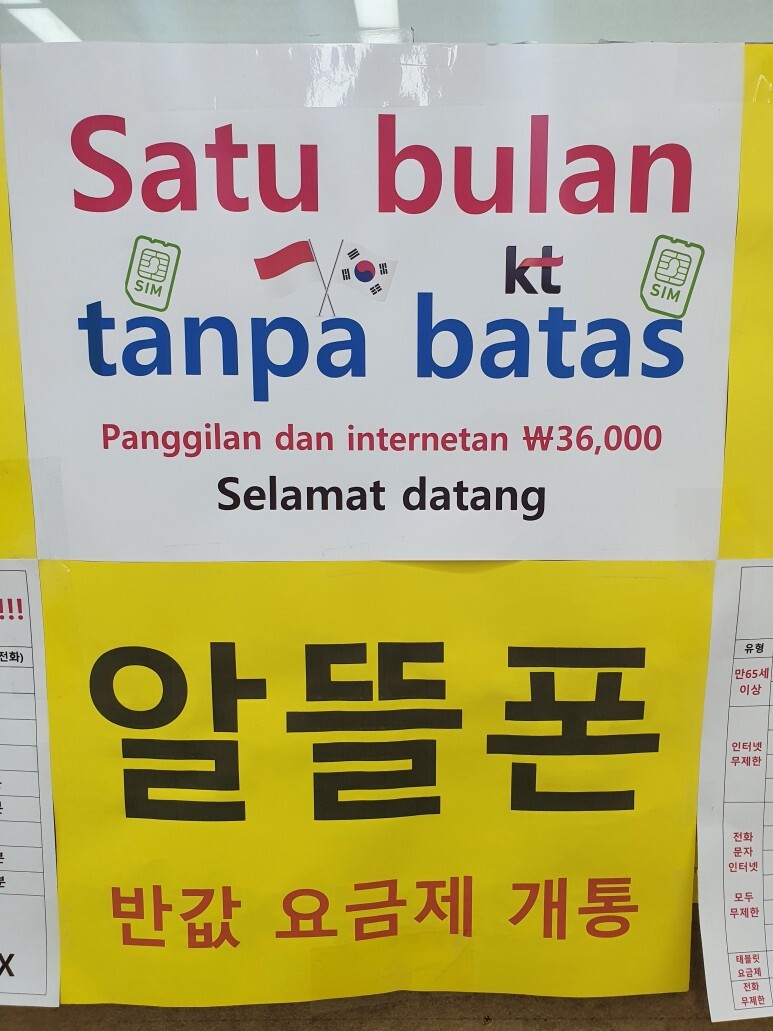 Satu bulan
SIM
kt
SIM
tanpa batas
Panggilan dan internetan ₩36,000
Selamat datang
알뜰폰
반값 요금제 개통
!!!
전화)
X
유형
만65세
이상
인터넷
무제한
전화
문자
인터넷
모두
무제한
태블릿
요금제
전화
무제한